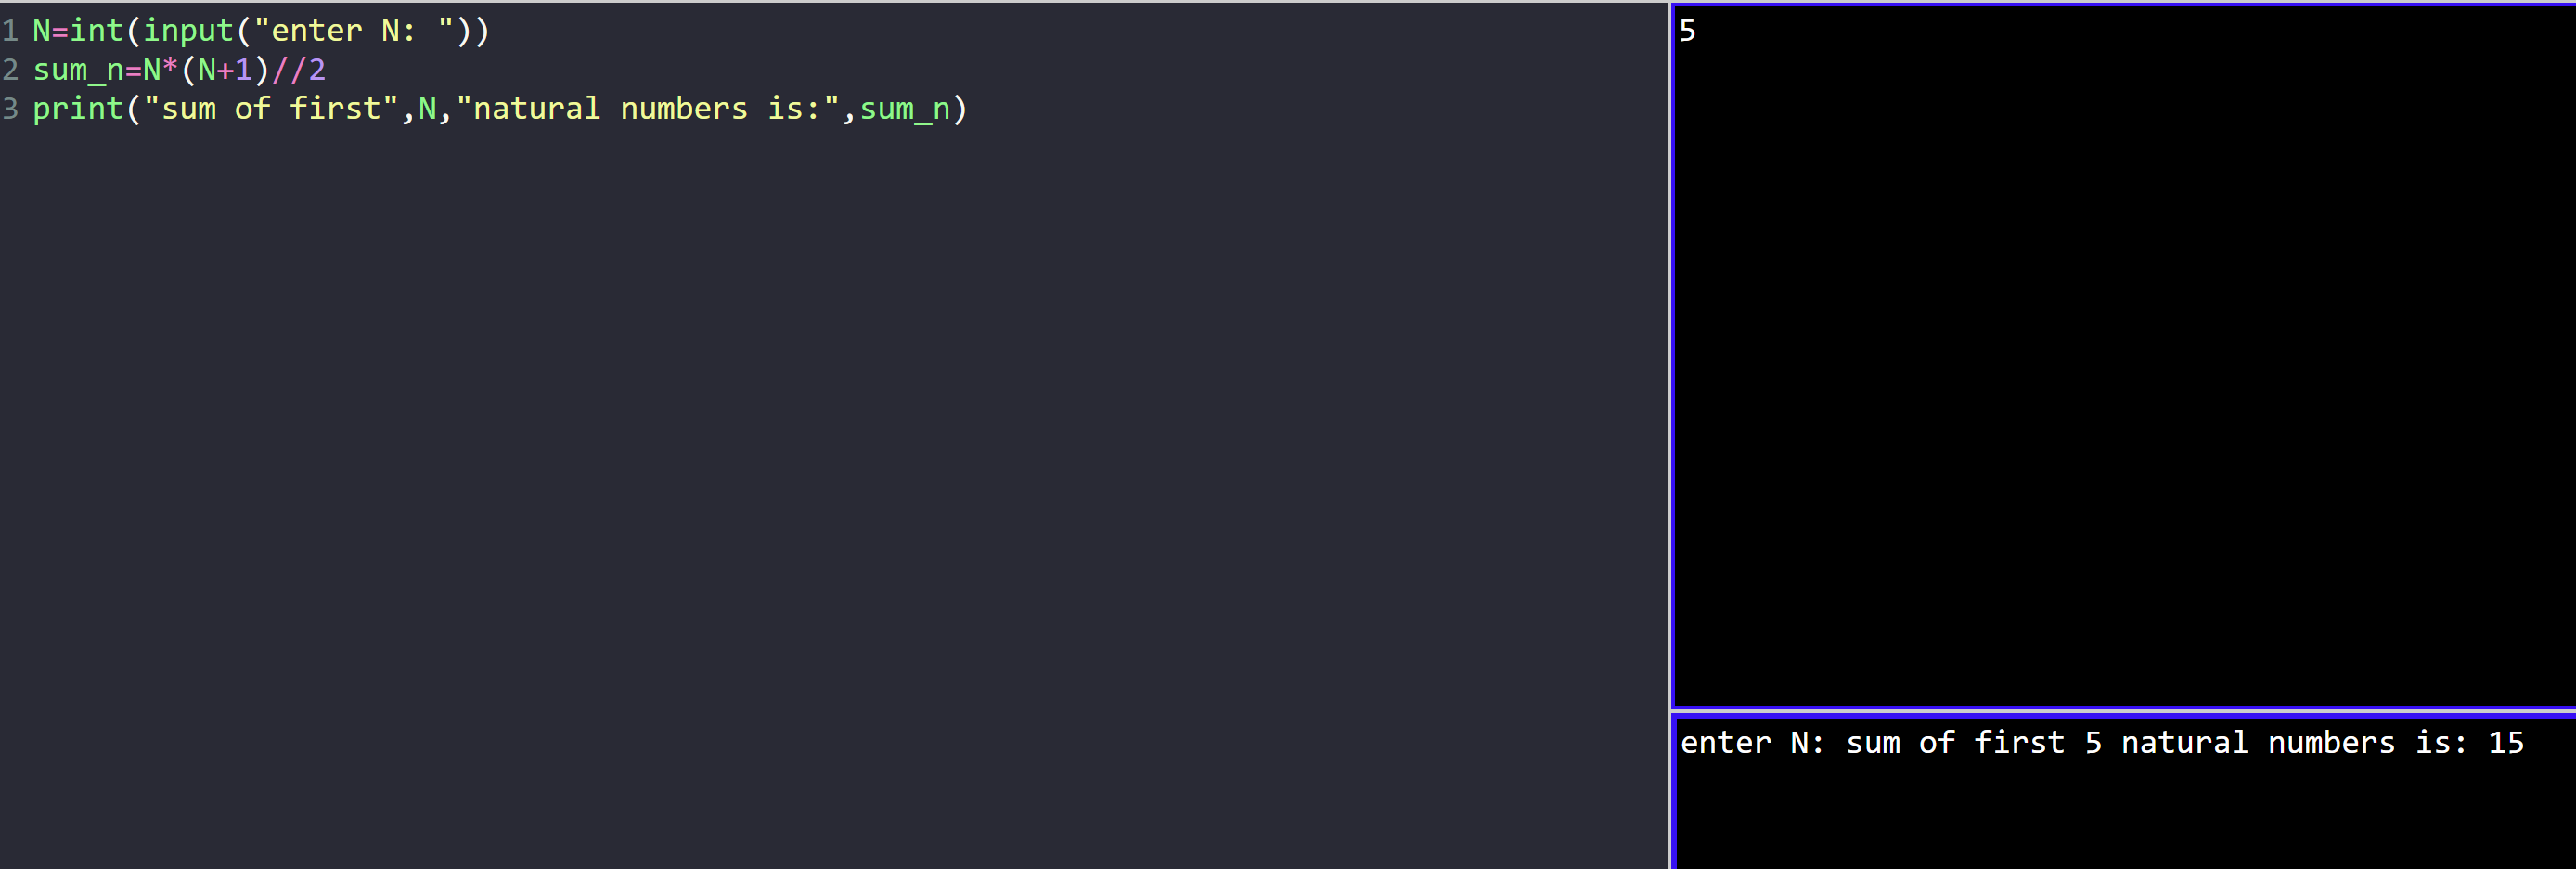 1 N=int(input("enter N: "))
2 sum_n=N*(N+1)//2
3 print("sum of first",N,"natural numbers is:",sum_n)
5
enter N: sum of first 5 natural numbers is: 15